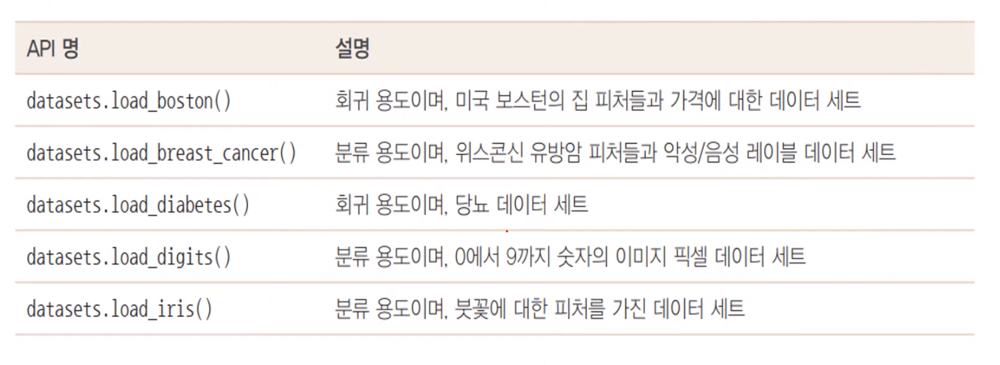 API 명 설명
datasets.load_boston() 회귀 용도이며, 미국 보스턴의 집 피처들과 가격에 대한 데이터 세트
datasets.load_breast_cancer() 분류 용도이며, 위스콘신 유방암 피처들과 악성/음성 레이블 데이터 세트
datasets.load_diabetes() 회귀 용도이며, 당뇨 데이터 세트
datasets.load_digits() 분류 용도이며, 0에서 9까지 숫자의 이미지 픽셀 데이터 세트
datasets.load_iris() 분류 용도이며, 붓꽃에 대한 피처를 가진 데이터 세트